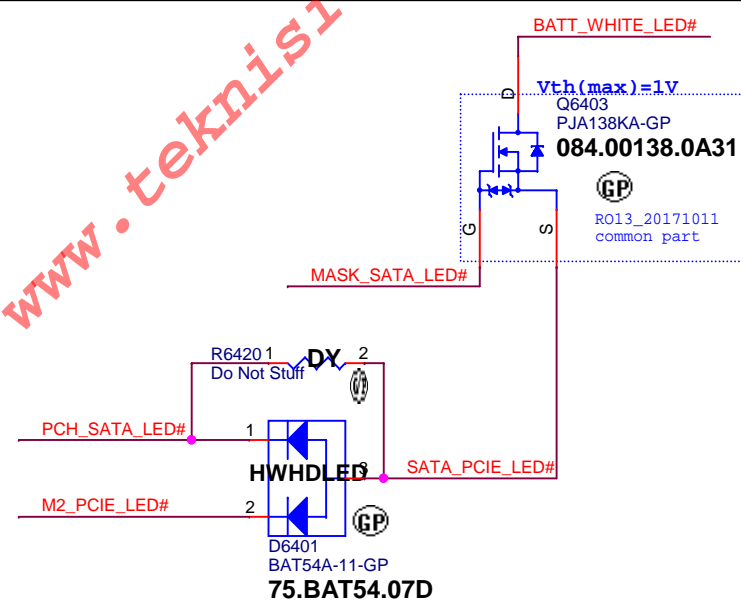 BATT_WHITE_LED#
Vth(max)=1V
D
Q6403
PJA138KA-GP
084.00138.0A31
GP
R013_20171011
common part
G
S
MASK_SATA_LED#
R6420
1
DY
2
Do Not Stuff
PCH_SATA_LED#
1
HWHDLED
3
SATA_PCIE_LED#
M2_PCIE_LED#
2
GP
D6401
BAT54A-11-GP
75.BAT54.07D
www.teknisi